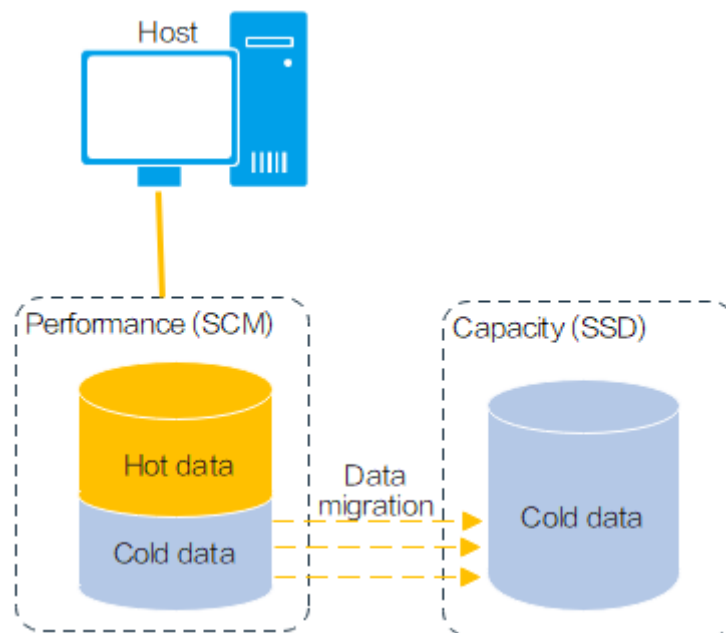 Host
Performance (SCM)
Capacity (SSD)
Hot data
Data
migration
Cold data
Cold data